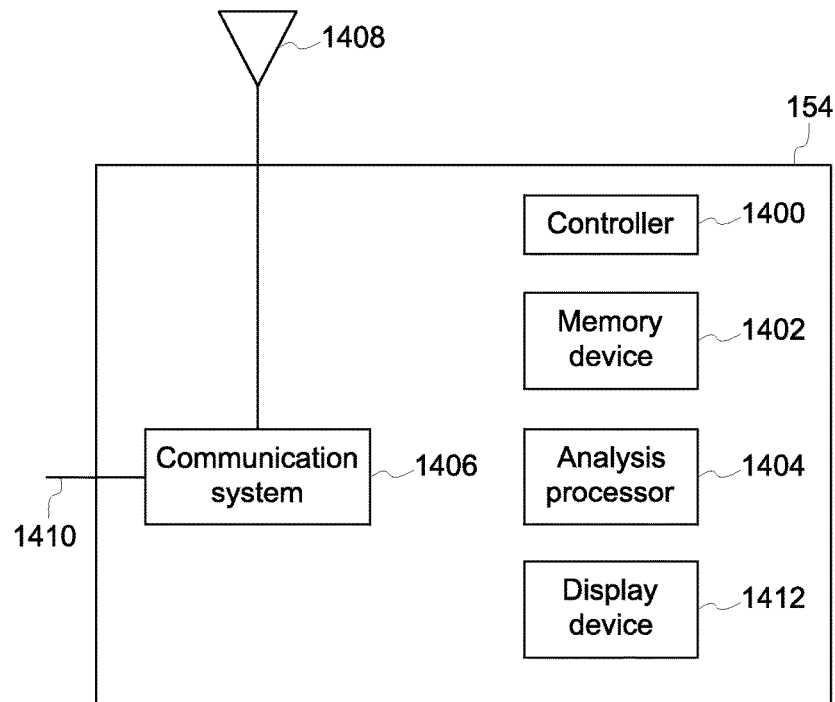 1408
154
Controller
1400
Memory
device
1402
Communication
system
1406
Analysis
processor
1404
1410
Display
device
1412